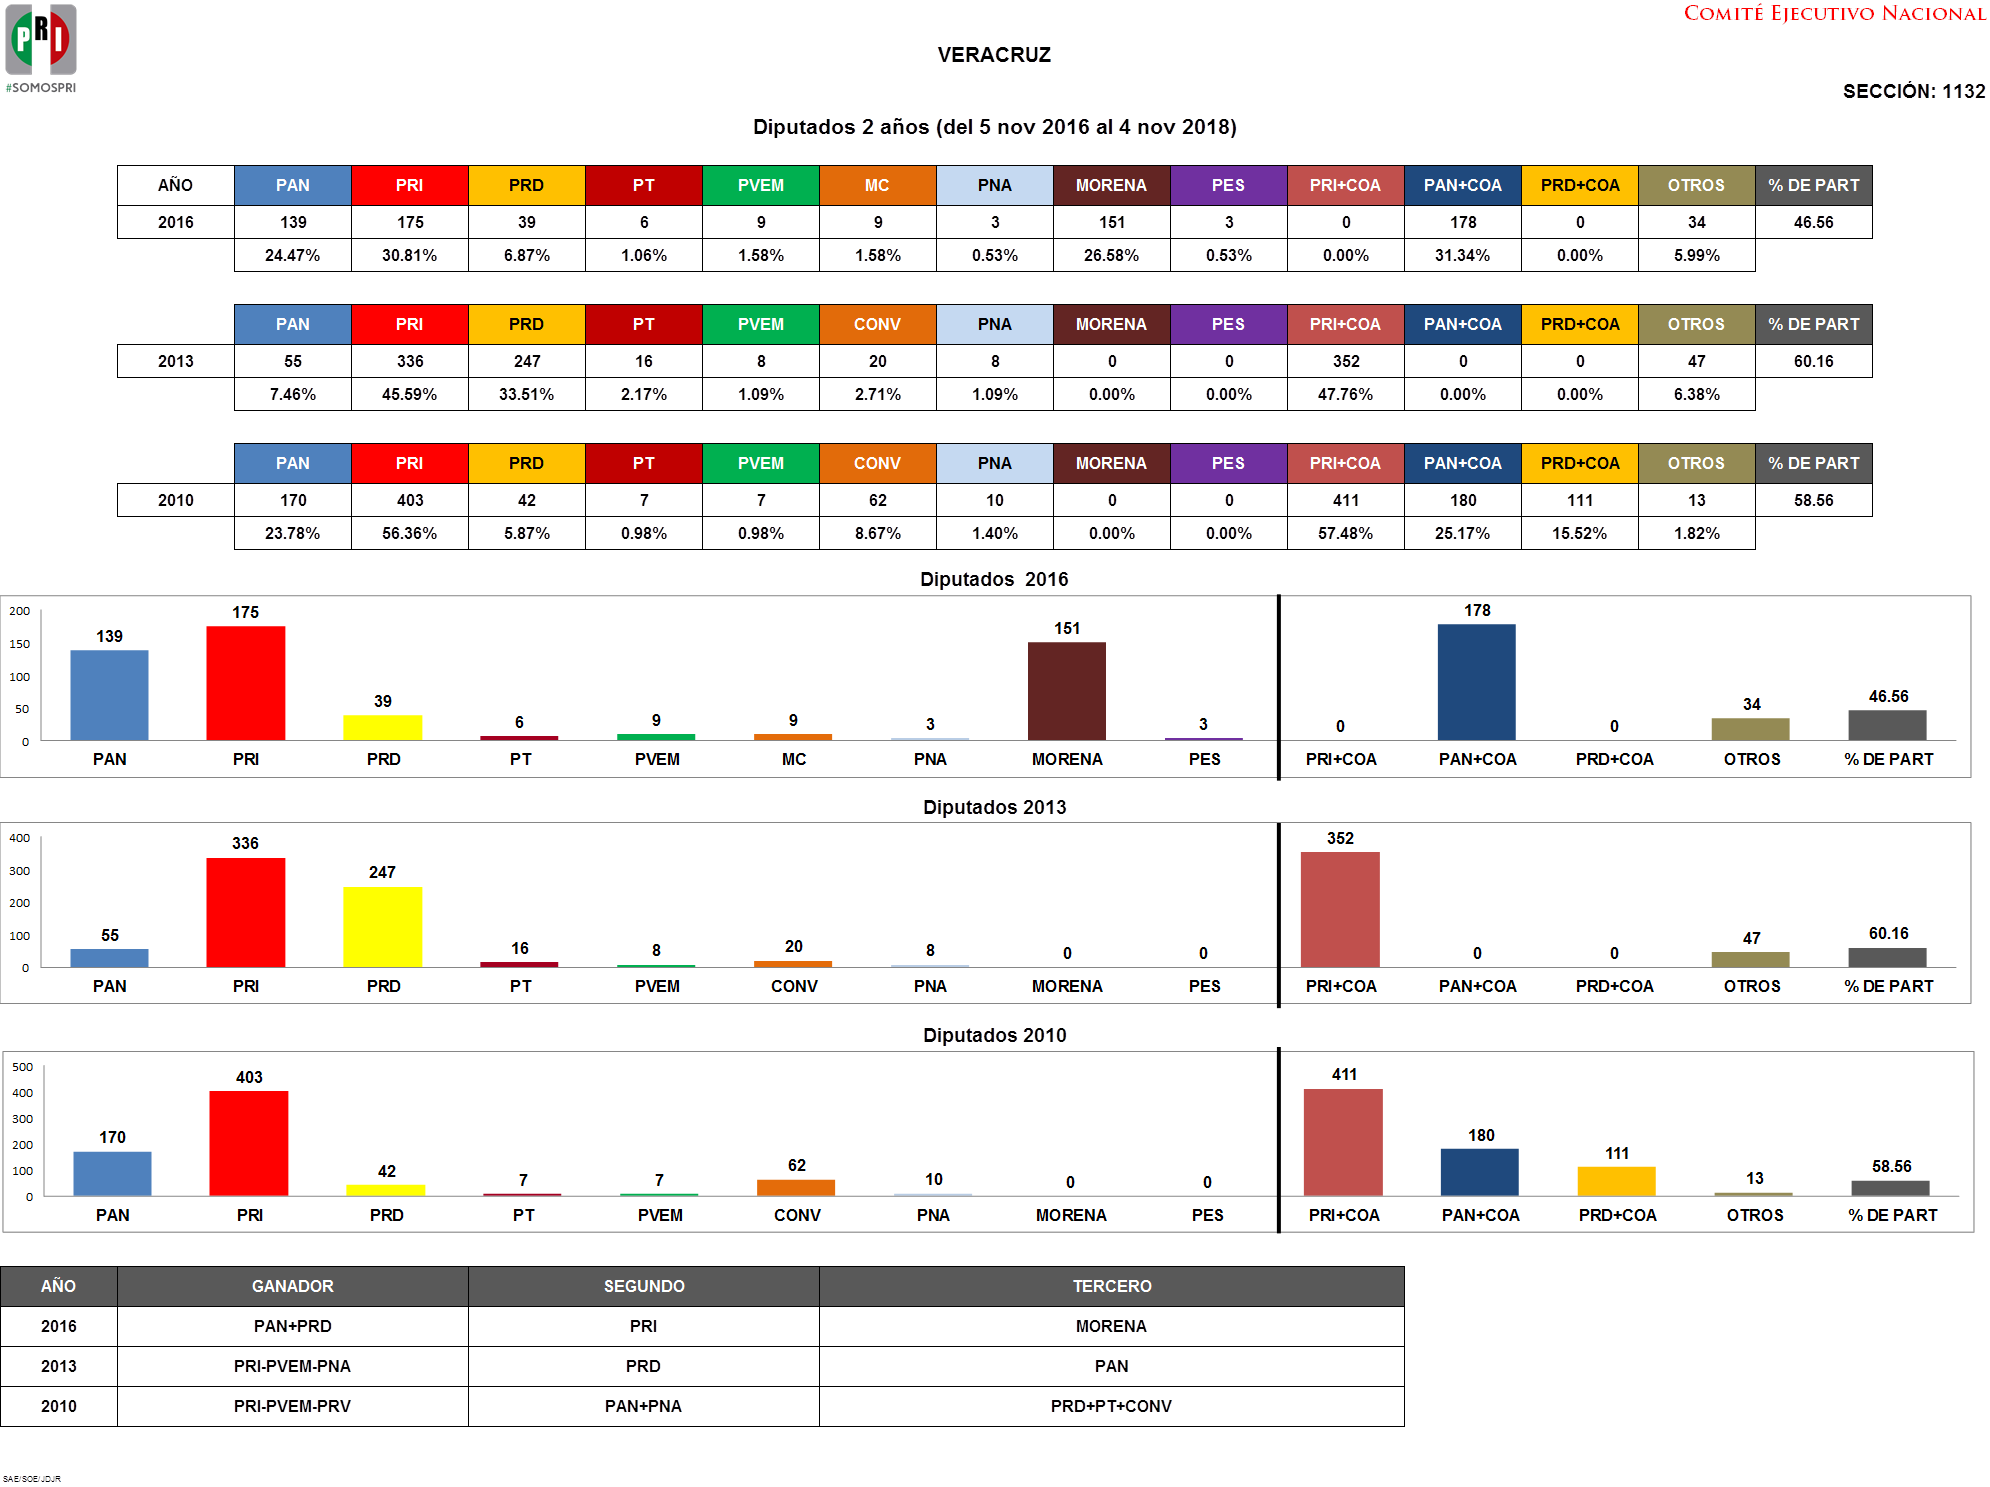 PRI
#SOMOSPRI
COMITÉ EJECUTIVO NACIONAL
VERACRUZ
SECCIÓN: 1132
Diputados 2 años (del 5 nov 2016 al 4 nov 2018)
AÑO PAN PRI PRD PT PVEM MC PNA MORENA PES PRI+COA PAN+COA PRD+COA OTROS % DE PART
2016 139 175 39 6 9 9 3 151 3 0 178 0 34 46.56
24.47% 30.81% 6.87% 1.06% 1.58% 1.58% 0.53% 26.58% 0.53% 0.00% 31.34% 0.00% 5.99%
PAN PRI PRD PT PVEM CONV PNA MORENA PES PRI+COA PAN+COA PRD+COA OTROS % DE PART
2013 55 336 247 16 8 20 8 0 0 352 0 0 47 60.16
7.46% 45.59% 33.51% 2.17% 1.09% 2.71% 1.09% 0.00% 0.00% 47.76% 0.00% 0.00% 6.38%
PAN PRI PRD PT PVEM CONV PNA MORENA PES PRI+COA PAN+COA PRD+COA OTROS % DE PART
2010 170 403 42 7 7 62 10 0 0 411 180 111 13 58.56
23.78% 56.36% 5.87% 0.98% 0.98% 8.67% 1.40% 0.00% 0.00% 57.48% 25.17% 15.52% 1.82%
Diputados 2016
200
150
100
50
0
139 175 39 6 9 9 3 151 3 0 178 0 34 46.56
PAN PRI PRD PT PVEM MC PNA MORENA PES PRI+COA PAN+COA PRD+COA OTROS % DE PART
Diputados 2013
400
300
200
100
0
55 336 247 16 8 20 8 0 0 352 0 0 47 60.16
PAN PRI PRD PT PVEM CONV PNA MORENA PES PRI+COA PAN+COA PRD+COA OTROS % DE PART
Diputados 2010
500
400
300
200
100
0
170 403 42 7 7 62 10 0 0 411 180 111 13 58.56
PAN PRI PRD PT PVEM CONV PNA MORENA PES PRI+COA PAN+COA PRD+COA OTROS % DE PART
AÑO GANADOR SEGUNDO TERCERO
2016 PAN+PRD PRI MORENA
2013 PRI-PVEM-PNA PRD PAN
2010 PRI-PVEM-PRV PAN+PNA PRD+PT+CONV
SAE/SOE/JDJR